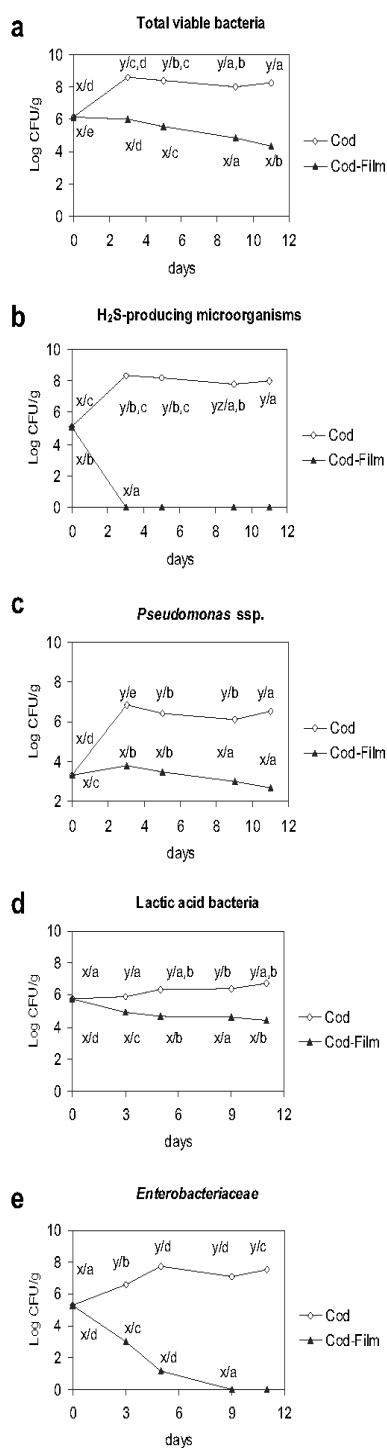 a
Total viable bacteria
10
8
6
4
2
0
Log CFU/g
x/d
y/c,d
y/b,c
y/a,b
y/a
x/e
x/d
x/c
x/a
x/b
0 2 4 6 8 10 12
days
Cod
Cod-Film
b
H₂S-producing microorganisms
10
8
6
4
2
0
Log CFU/g
x/c
y/b,c
y/b,c
yz/a,b
y/a
x/b
x/a
0 2 4 6 8 10 12
days
Cod
Cod-Film
c
Pseudomonas ssp.
10
8
6
4
2
Log CFU/g
x/d
y/e
y/b
y/b
y/a
x/c
x/b
x/b
x/a
x/a
0 2 4 6 8 10 12
days
Cod
Cod-Film
d
Lactic acid bacteria
10
8
6
4
2
0
Log CFU/g
x/a
y/a
y/a,b
y/b
y/a,b
x/d
x/c
x/b
x/a
x/b
0 3 6 9 12
days
Cod
Cod-Film
e
Enterobacteriaceae
10
8
6
4
2
0
Log CFU/g
x/a
y/b
y/d
y/d
y/c
x/d
x/c
x/d
x/a
0 3 6 9 12
days
Cod
Cod-Film